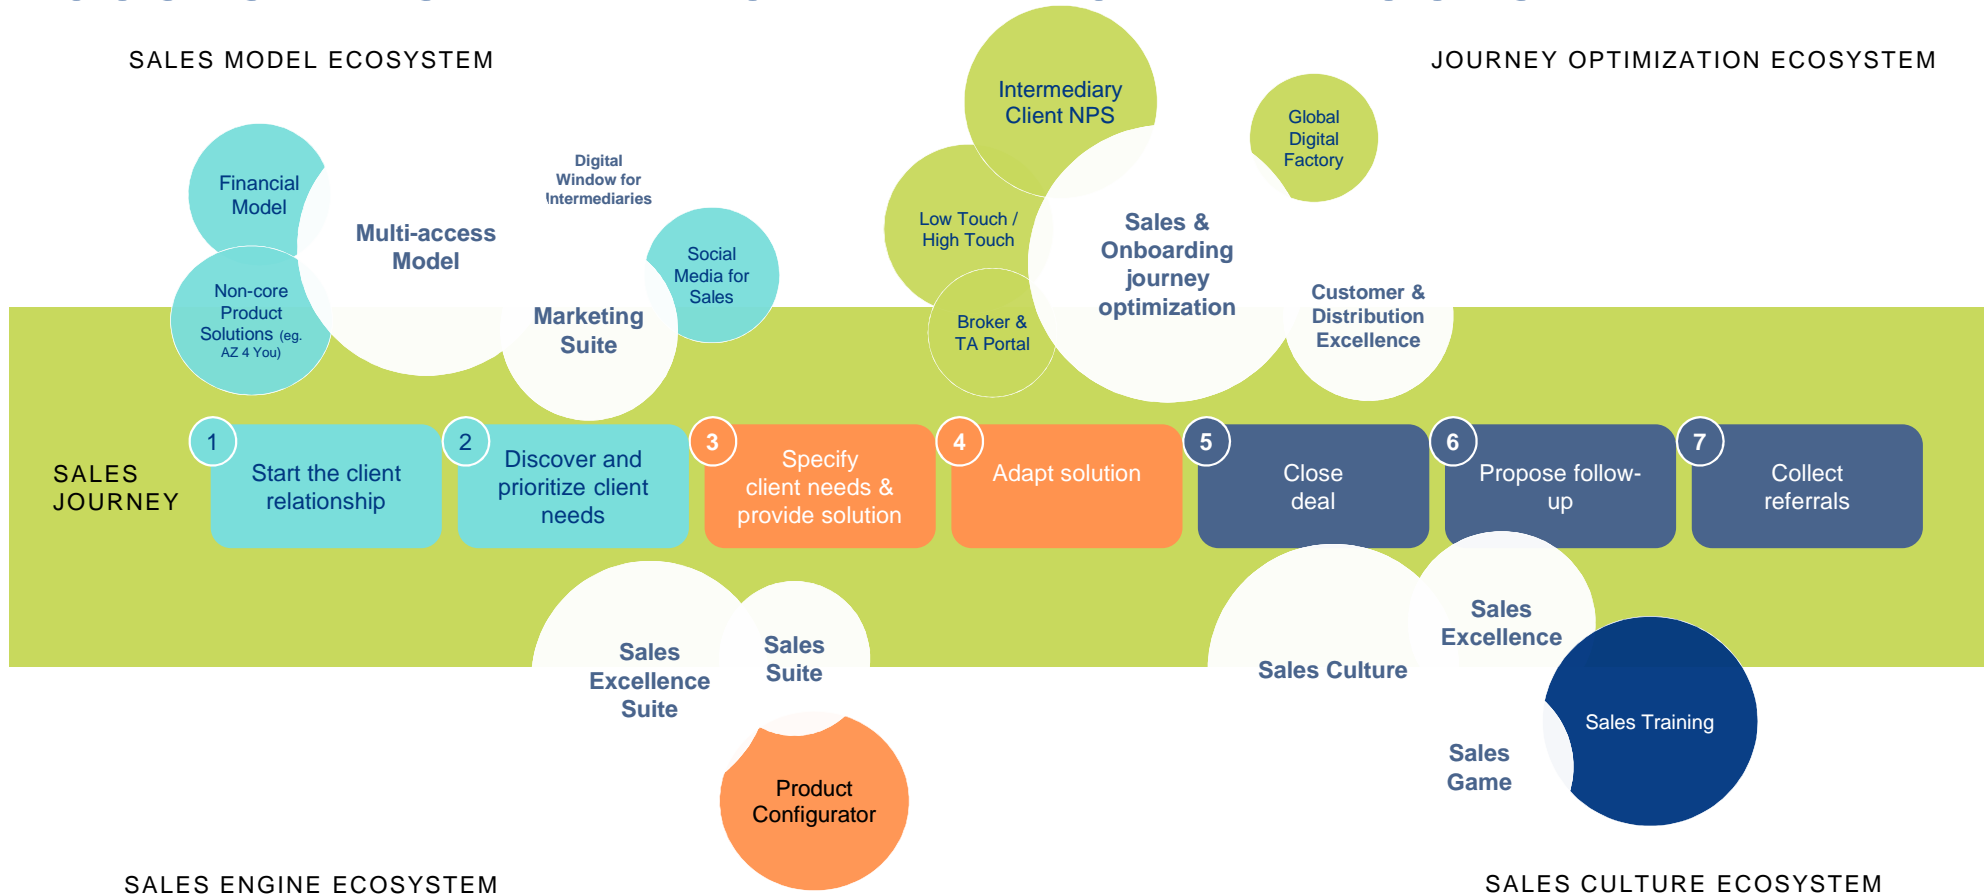 SALES MODEL ECOSYSTEM
JOURNEY OPTIMIZATION ECOSYSTEM
Financial
Model
Multi-access
Model
Non-core
Product
Solutions (eg.
AZ 4 You)
Digital
Window for
Intermediaries
Social
Media for
Sales
Marketing
Suite
Intermediary
Client NPS
Low Touch /
High Touch
Broker &
TA Portal
Sales &
Onboarding
journey
optimization
Global
Digital
Factory
Customer &
Distribution
Excellence
SALES
JOURNEY
1
Start the client
relationship
2
Discover and
prioritize client
needs
3
Specify
client needs &
provide solution
4
Adapt solution
5
Close
deal
6
Propose follow-
up
7
Collect
referrals
Sales
Excellence
Suite
Sales
Suite
Product
Configurator
Sales Culture
Sales
Excellence
Sales Training
Sales
Game
SALES ENGINE ECOSYSTEM
SALES CULTURE ECOSYSTEM